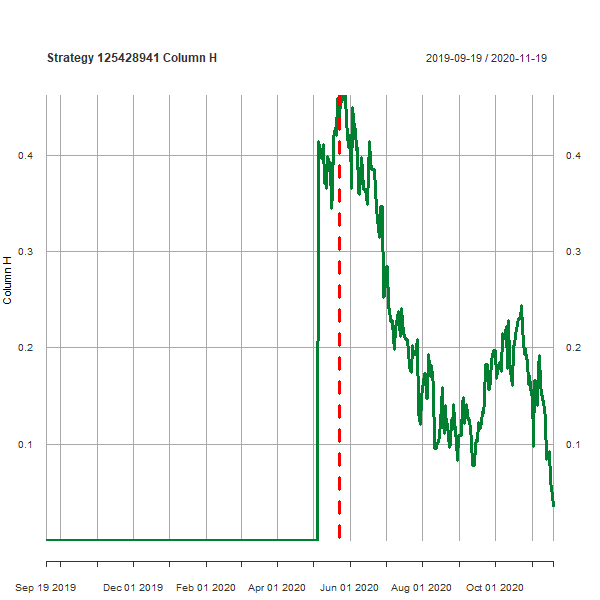 Strategy 125428941 Column H
2019-09-19 / 2020-11-19
Column H
0.4
0.4
0.3
0.3
0.2
0.2
0.1
0.1
Sep 19 2019
Dec 01 2019
Feb 01 2020
Apr 01 2020
Jun 01 2020
Aug 01 2020
Oct 01 2020